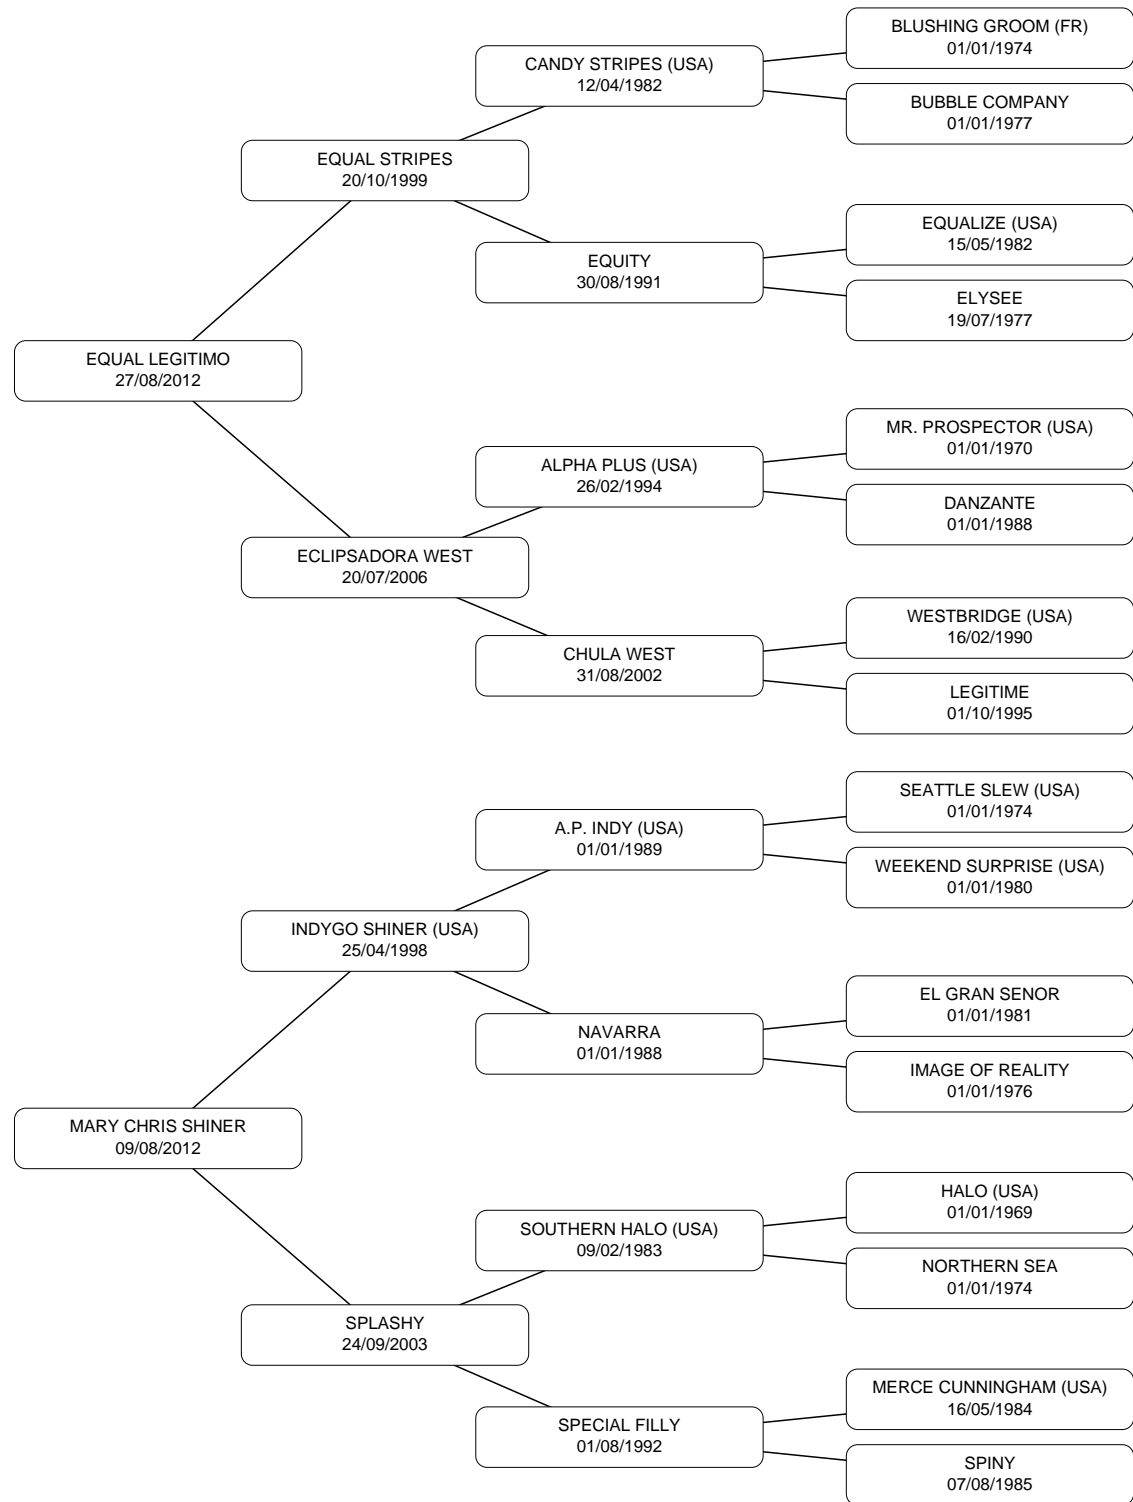 BLUSHING GROOM (FR)
01/01/1974
CANDY STRIPES (USA)
12/04/1982
BUBBLE COMPANY
01/01/1977
EQUAL STRIPES
20/10/1999
EQUALIZE (USA)
15/05/1982
EQUITY
30/08/1991
ELYSEE
19/07/1977
EQUAL LEGITIMO
27/08/2012
MR. PROSPECTOR (USA)
01/01/1970
ALPHA PLUS (USA)
26/02/1994
DANZANTE
01/01/1988
ECLIPSADORA WEST
20/07/2006
WESTBRIDGE (USA)
16/02/1990
CHULA WEST
31/08/2002
LEGITIME
01/10/1995
SEATTLE SLEW (USA)
01/01/1974
A.P. INDY (USA)
01/01/1989
WEEKEND SURPRISE (USA)
01/01/1980
INDYGO SHINER (USA)
25/04/1998
EL GRAN SENOR
01/01/1981
NAVARRA
01/01/1988
IMAGE OF REALITY
01/01/1976
MARY CHRIS SHINER
09/08/2012
HALO (USA)
01/01/1969
SOUTHERN HALO (USA)
09/02/1983
NORTHERN SEA
01/01/1974
SPLASHY
24/09/2003
MERCE CUNNINGHAM (USA)
16/05/1984
SPECIAL FILLY
01/08/1992
SPINY
07/08/1985